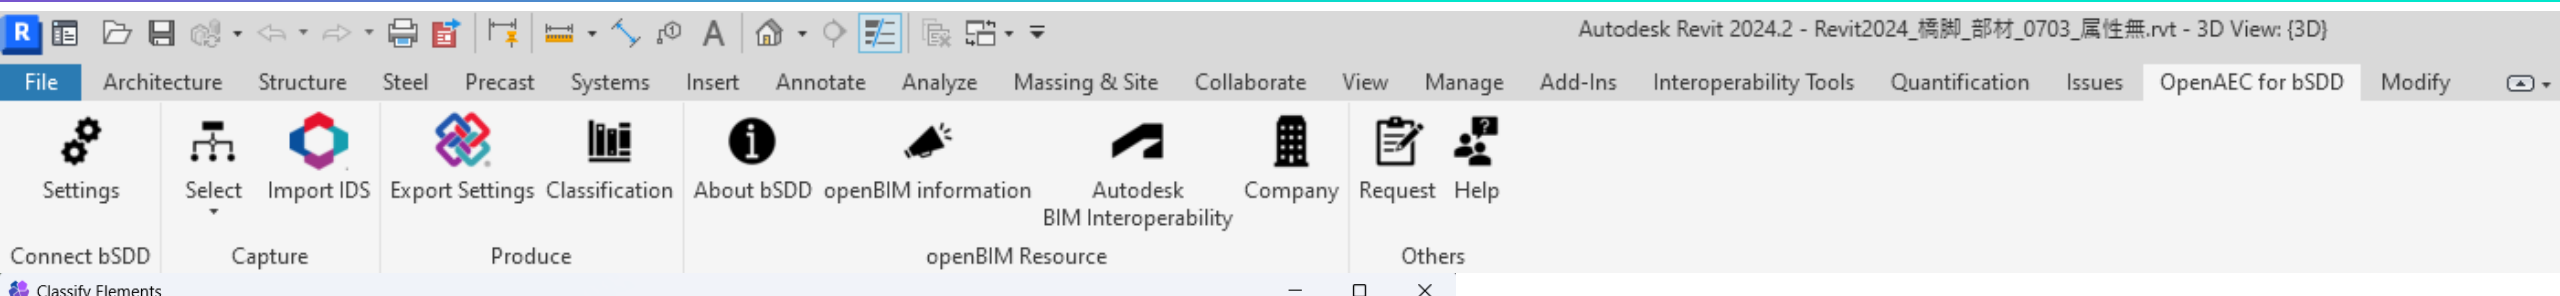 R A Autodesk Revit 2024.2 - Revit2024_橋脚_部材_0703_属性無.rvt - 3D View: {3D}
File Architecture Structure Steel Precast Systems Insert Annotate Analyze Massing & Site Collaborate View Manage Add-Ins Interoperability Tools Quantification Issues OpenAEC for bSDD Modify
Settings Select Import IDS Export Settings Classification About bSDD openBIM information Autodesk BIM Interoperability Company Request Help
Connect bSDD Capture Produce openBIM Resource Others
Classify Elements